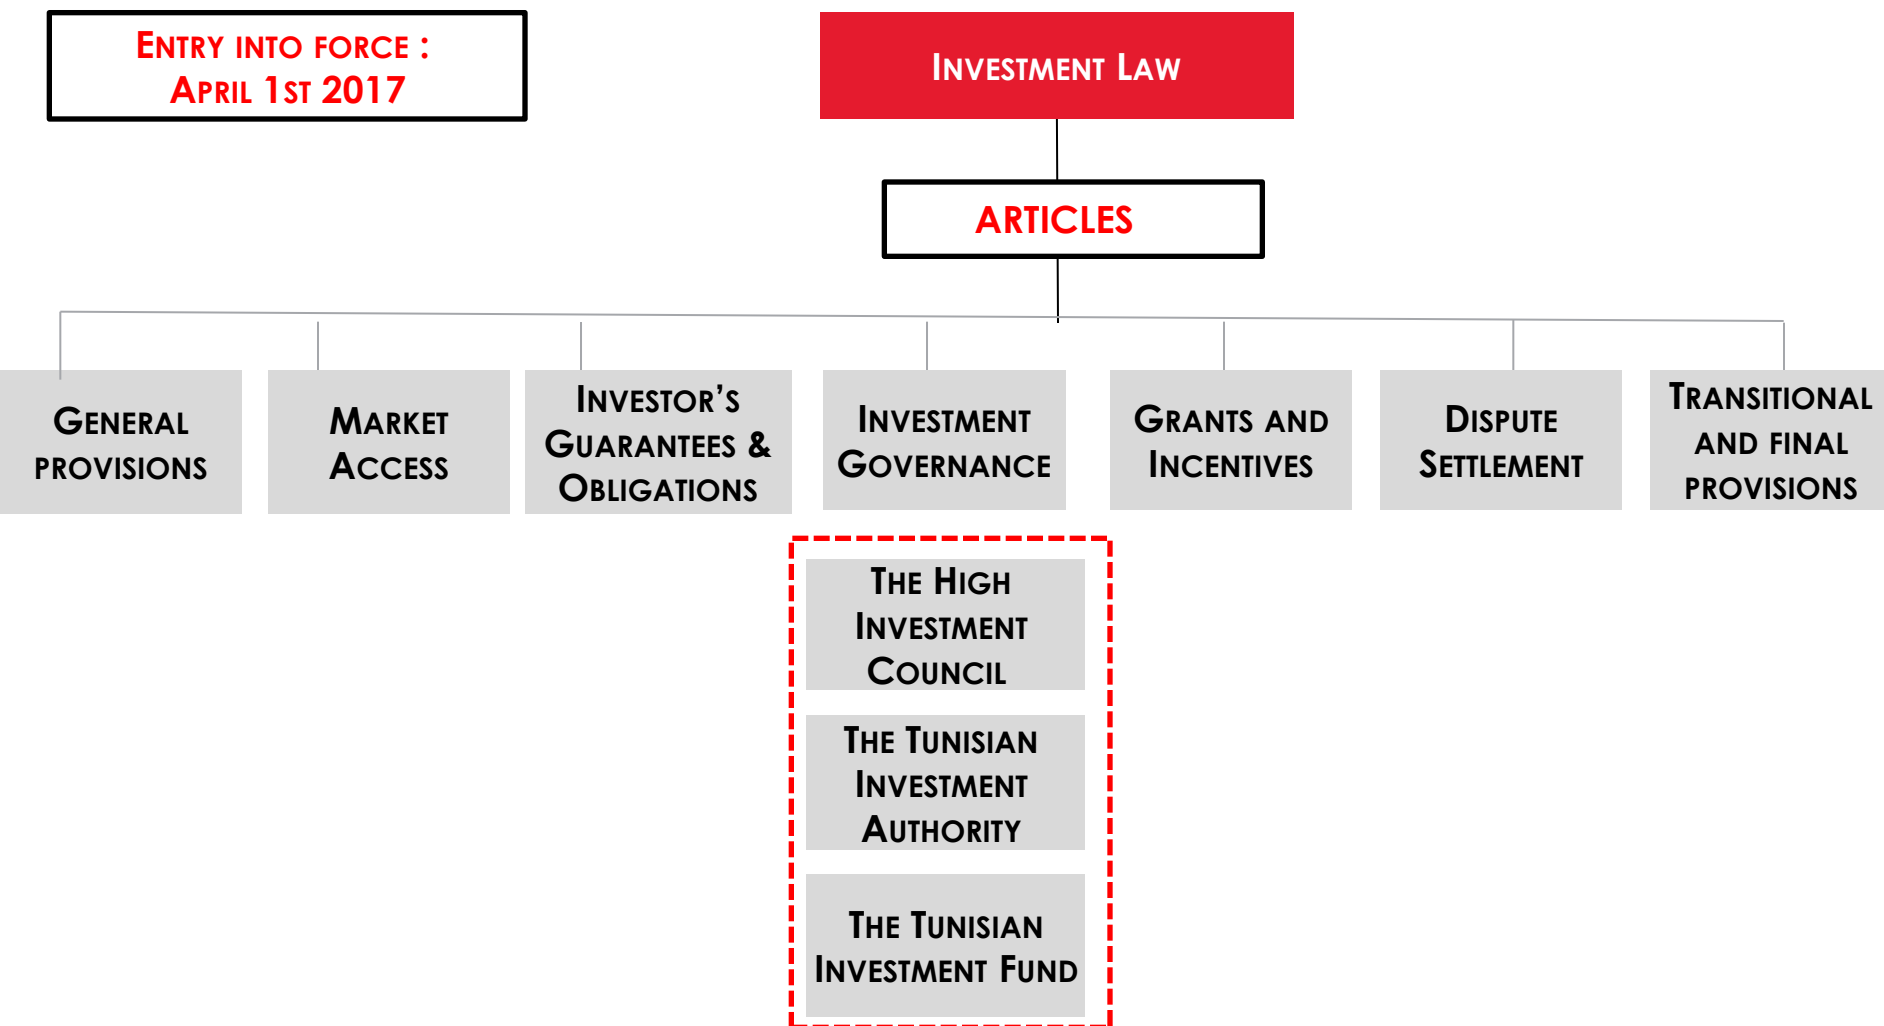 Entry into force :
April 1st 2017
Investment Law
ARTICLES
General
provisions
Market
Access
Investor’s
Guarantees &
Obligations
Investment
Governance
Grants and
Incentives
Dispute
Settlement
Transitional
and final
provisions
The High
Investment
Council
The Tunisian
Investment
Authority
The Tunisian
Investment Fund